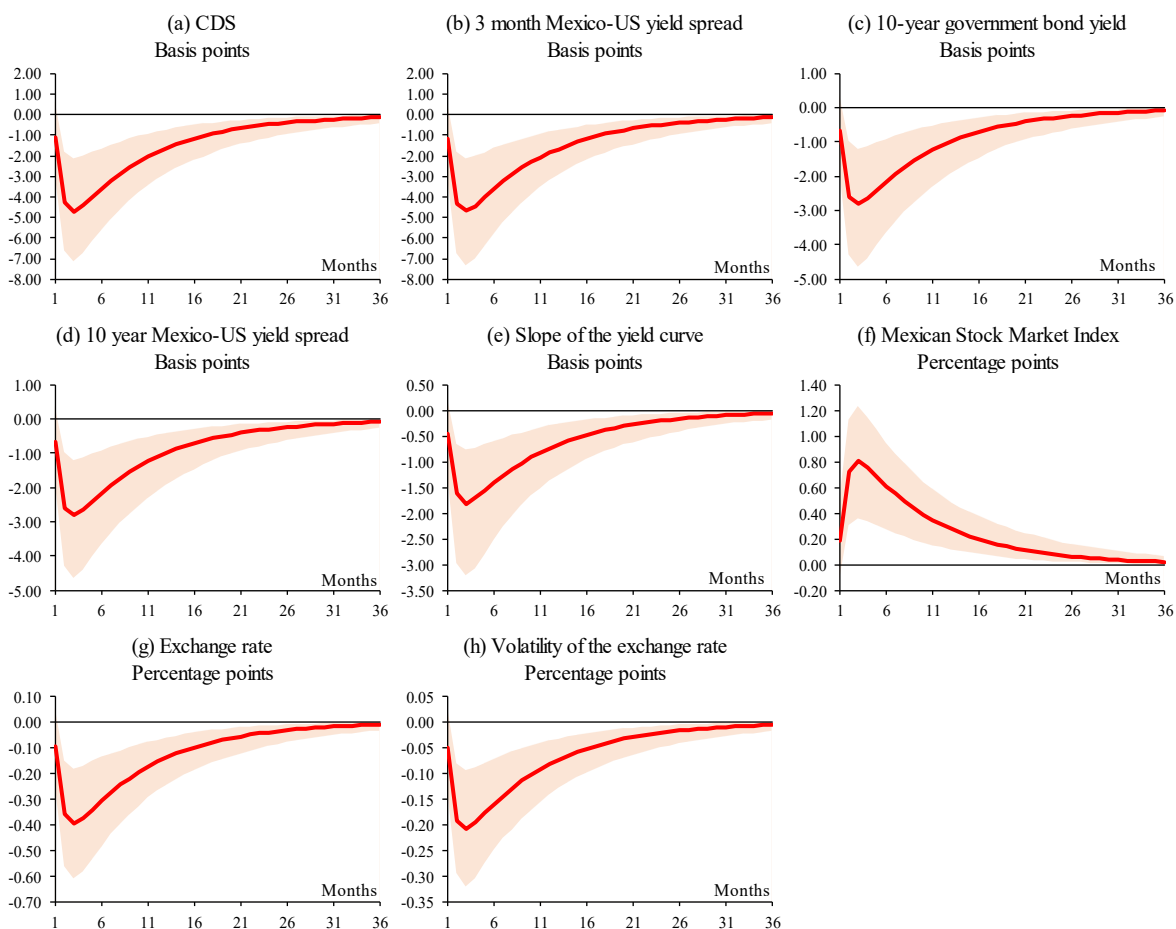 (a) CDS
Basis points
2.00
1.00
0.00
-1.00
-2.00
-3.00
-4.00
-5.00
-6.00
-7.00
-8.00
Months
1 6 11 16 21 26 31 36
(b) 3 month Mexico-US yield spread
Basis points
2.00
1.00
0.00
-1.00
-2.00
-3.00
-4.00
-5.00
-6.00
-7.00
-8.00
Months
1 6 11 16 21 26 31 36
(c) 10-year government bond yield
Basis points
1.00
0.00
-1.00
-2.00
-3.00
-4.00
-5.00
Months
1 6 11 16 21 26 31 36
(d) 10 year Mexico-US yield spread
Basis points
1.00
0.00
-1.00
-2.00
-3.00
-4.00
-5.00
Months
1 6 11 16 21 26 31 36
(e) Slope of the yield curve
Basis points
0.50
0.00
-0.50
-1.00
-1.50
-2.00
-2.50
-3.00
-3.50
Months
1 6 11 16 21 26 31 36
(f) Mexican Stock Market Index
Percentage points
1.40
1.20
1.00
0.80
0.60
0.40
0.20
0.00
-0.20
Months
1 6 11 16 21 26 31 36
(g) Exchange rate
Percentage points
0.10
0.00
-0.10
-0.20
-0.30
-0.40
-0.50
-0.60
-0.70
Months
1 6 11 16 21 26 31 36
(h) Volatility of the exchange rate
Percentage points
0.05
0.00
-0.05
-0.10
-0.15
-0.20
-0.25
-0.30
-0.35
Months
1 6 11 16 21 26 31 36